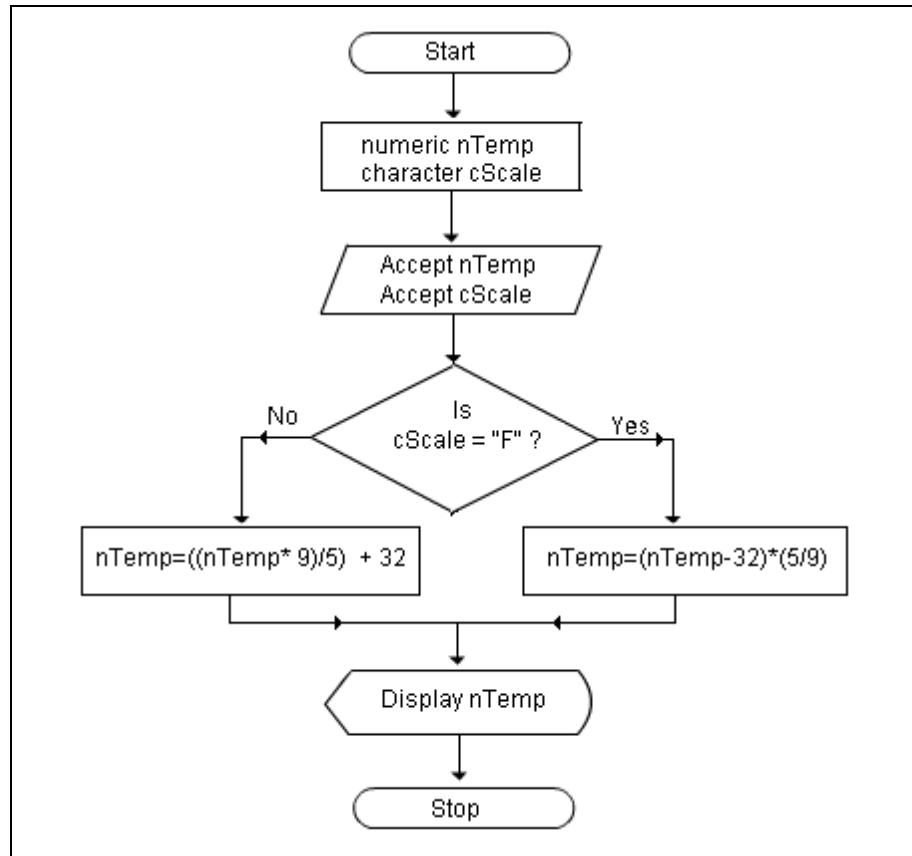 Start
numeric nTemp
character cScale
Accept nTemp
Accept cScale
Is
cScale = "F" ?
No
Yes
nTemp=((nTemp* 9)/5) + 32
nTemp=(nTemp-32)*(5/9)
Display nTemp
Stop